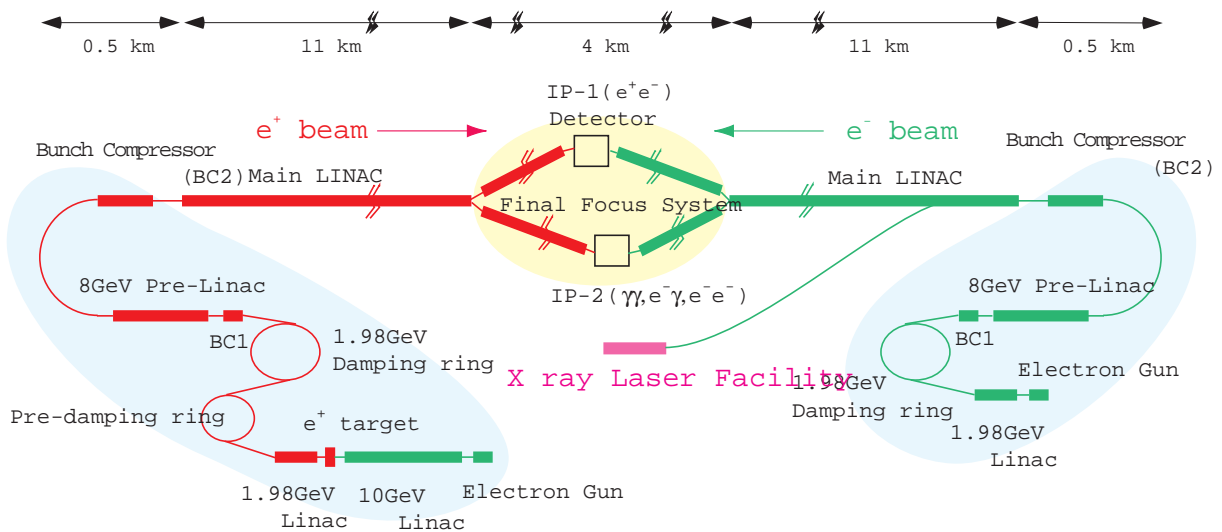 0.5 km
11 km
4 km
11 km
0.5 km
IP-1(e⁺e⁻)
Detector
e⁺ beam
e⁻ beam
Bunch Compressor
(BC2)
Main LINAC
Bunch Compressor
(BC2)
Main LINAC
Final Focus System
IP-2(γγ,e⁻γ,e⁻e⁻)
8GeV Pre-Linac
BC1
1.98GeV
Damping ring
Pre-damping ring
e⁺ target
1.98GeV
Linac
10GeV
Linac
Electron Gun
X ray Laser Facility
8GeV Pre-Linac
BC1
1.98GeV
Damping ring
Electron Gun
1.98GeV
Linac